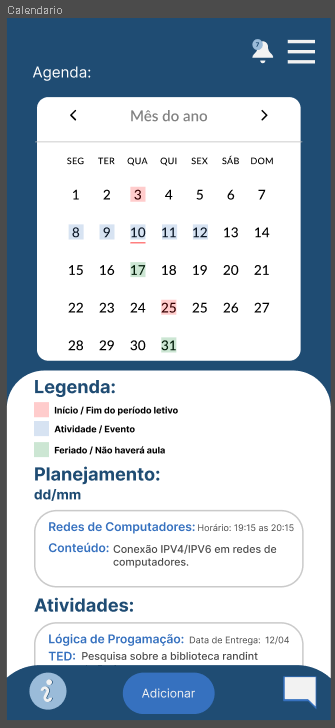 Calendario
7
Agenda:
Mês do ano
SEG TER QUA QUI SEX SÁB DOM
1 2 3 4 5 6 7
8 9 10 11 12 13 14
15 16 17 18 19 20 21
22 23 24 25 25 26 27
28 29 30 31
Legenda:
Início / Fim do período letivo
Atividade / Evento
Feriado / Não haverá aula
Planejamento:
dd/mm
Redes de Computadores: Horário: 19:15 as 20:15
Conteúdo: Conexão IPV4/IPV6 em redes de
computadores.
Atividades:
Lógica de Progamação: Data de Entrega: 12/04
TED: Pesquisa sobre a biblioteca randint
i
Adicionar